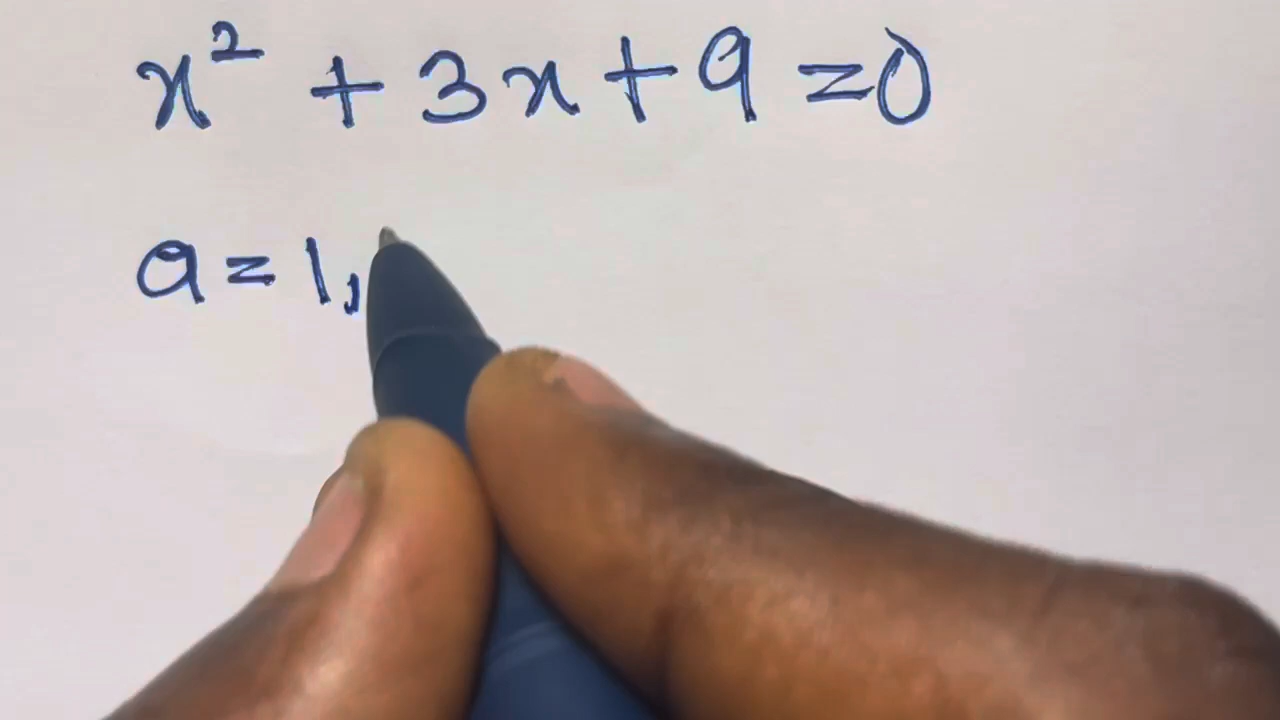 x² + 3x + 9 = 0
a = 1,